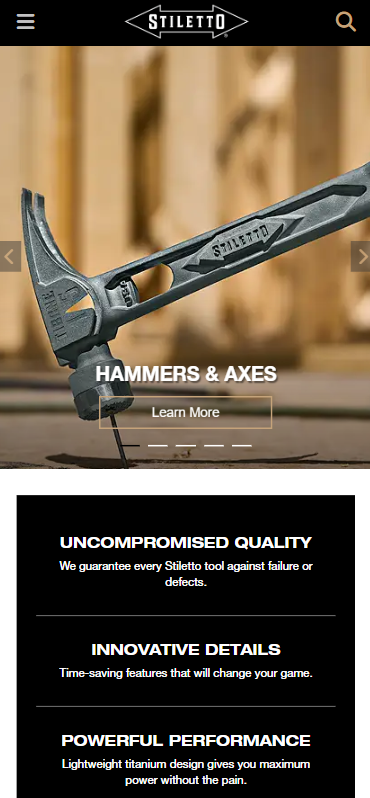 STILETTO
STILETTO
TIBONE
HAMMERS & AXES
Learn More
UNCOMPROMISED QUALITY
We guarantee every Stiletto tool against failure or
defects.
INNOVATIVE DETAILS
Time-saving features that will change your game.
POWERFUL PERFORMANCE
Lightweight titanium design gives you maximum
power without the pain.